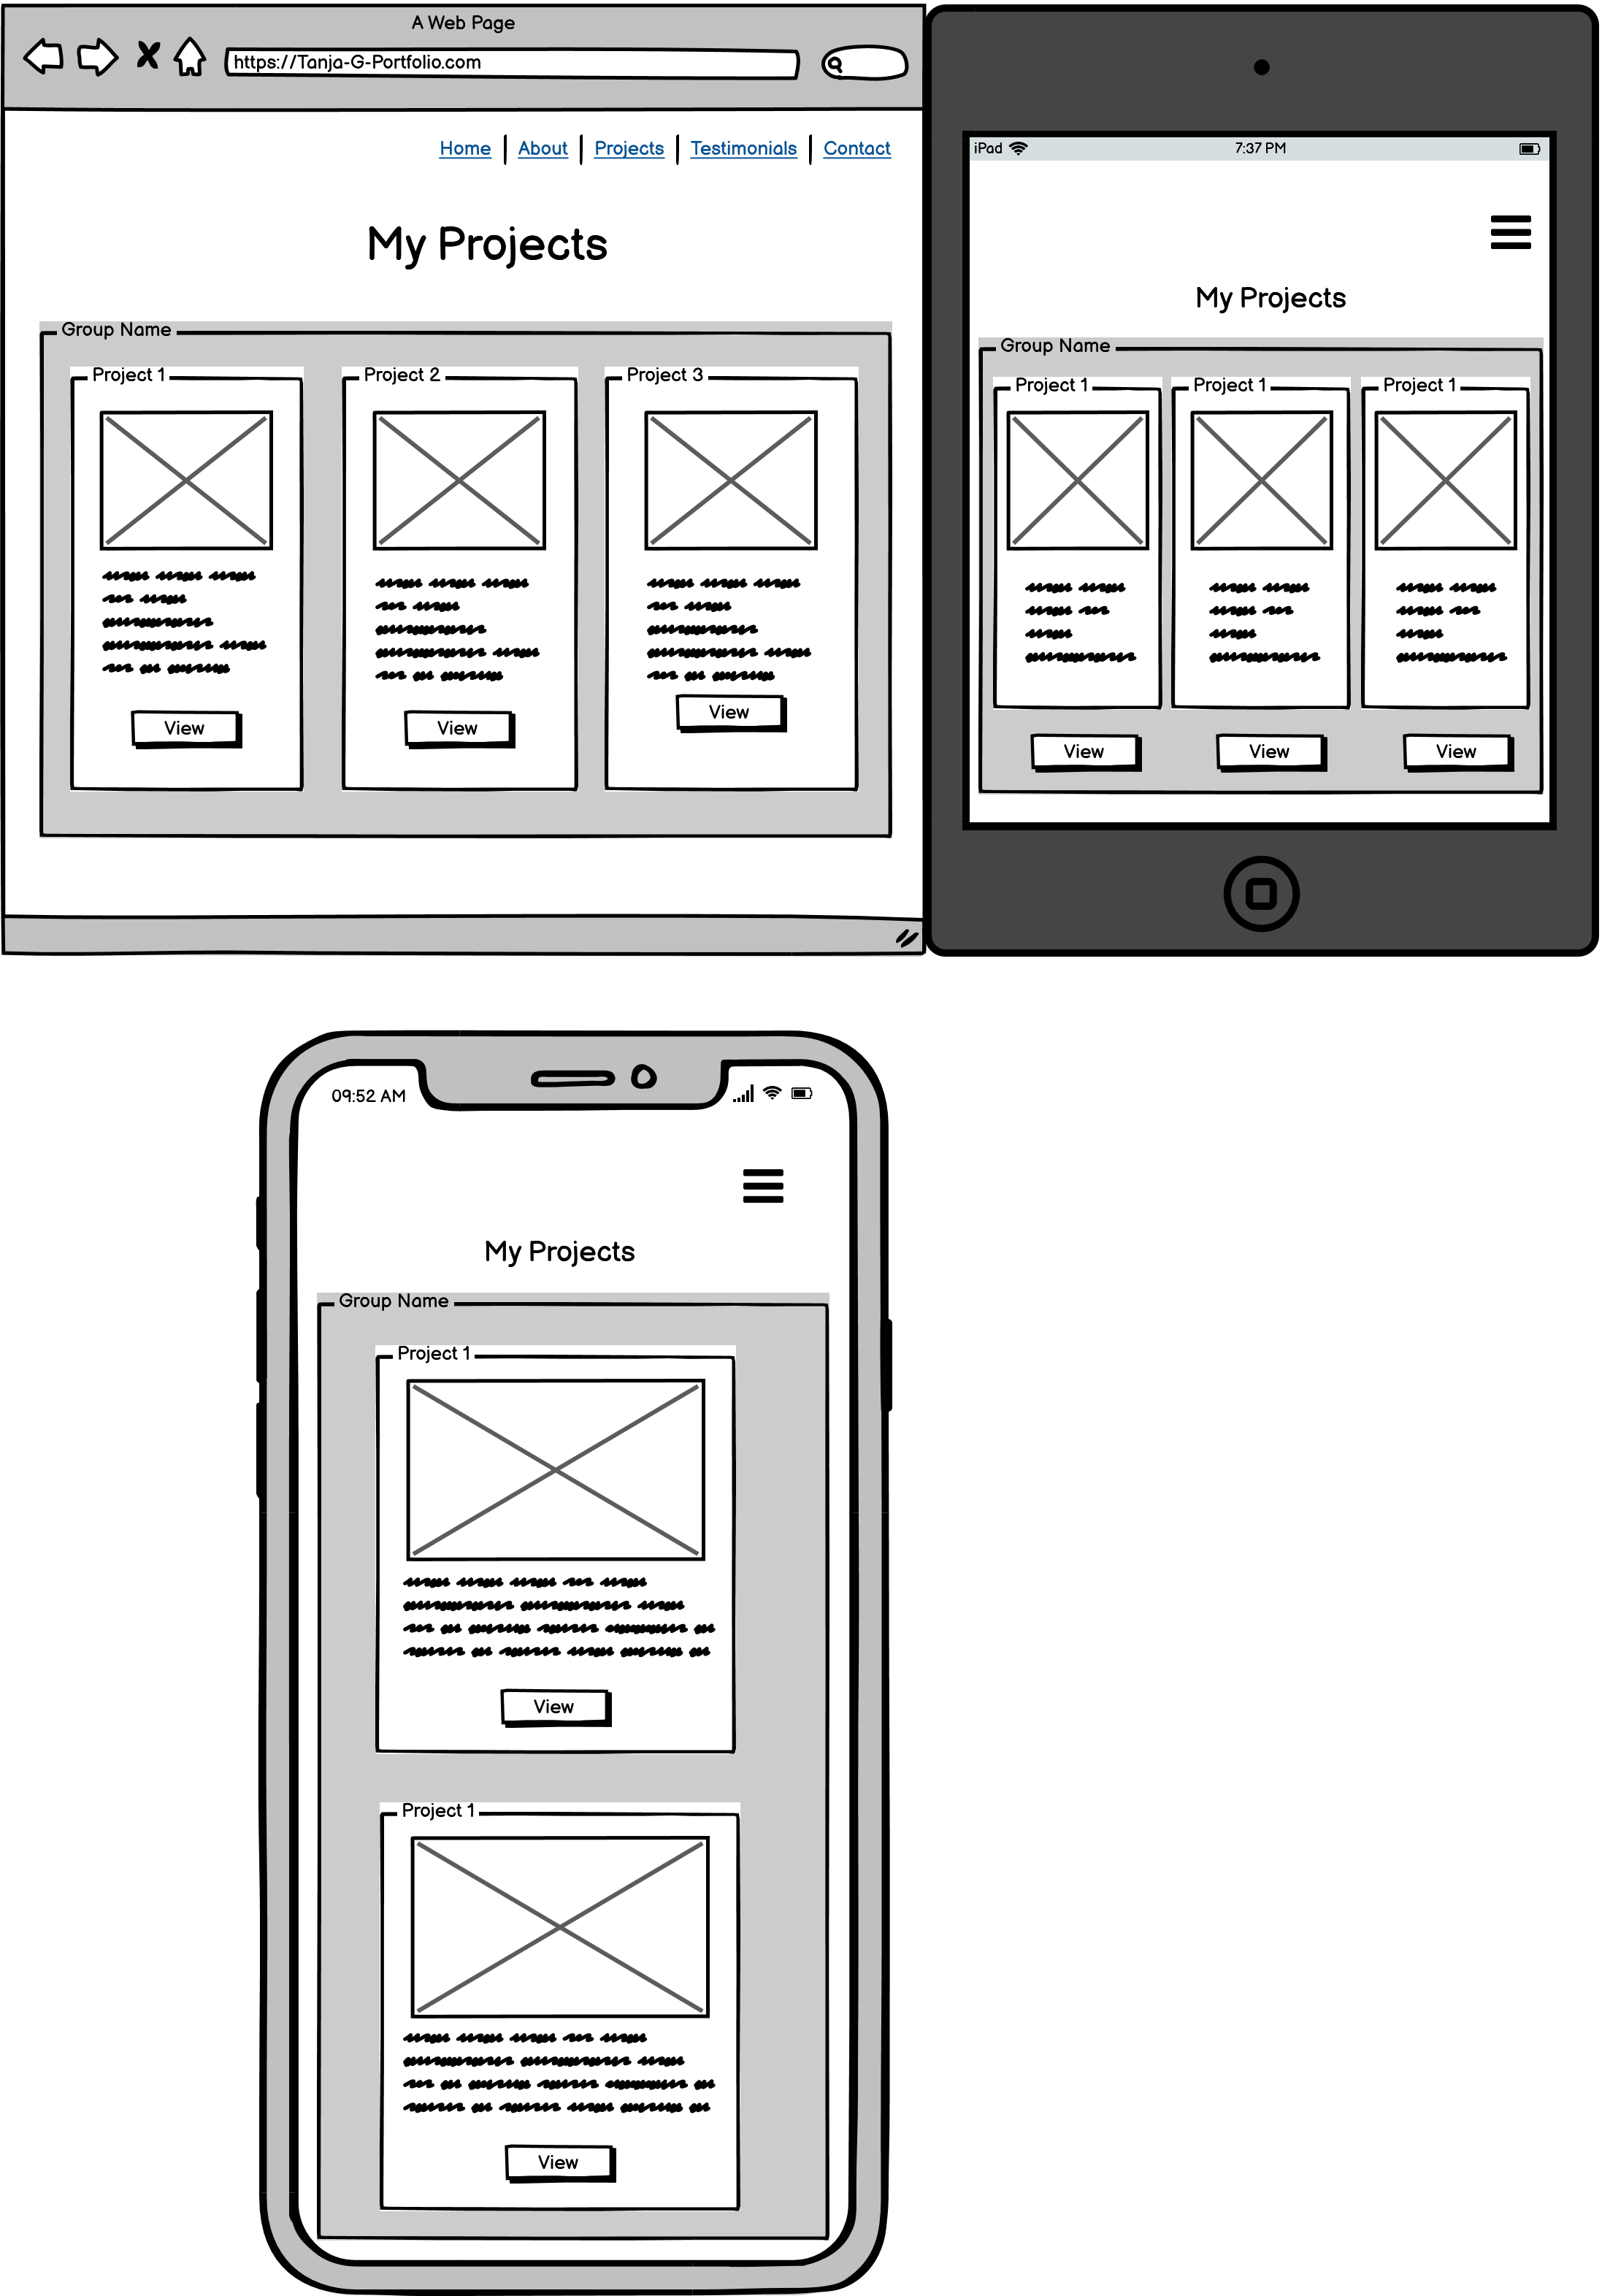 A Web Page
https://Tanja-G-Portfolio.com
Home About Projects Testimonials Contact
My Projects
Group Name
Project 1 Project 2 Project 3
View View View
iPad 7:37 PM
My Projects
Group Name
Project 1 Project 1 Project 1
View View View
09:52 AM
My Projects
Group Name
Project 1
View
Project 1
View